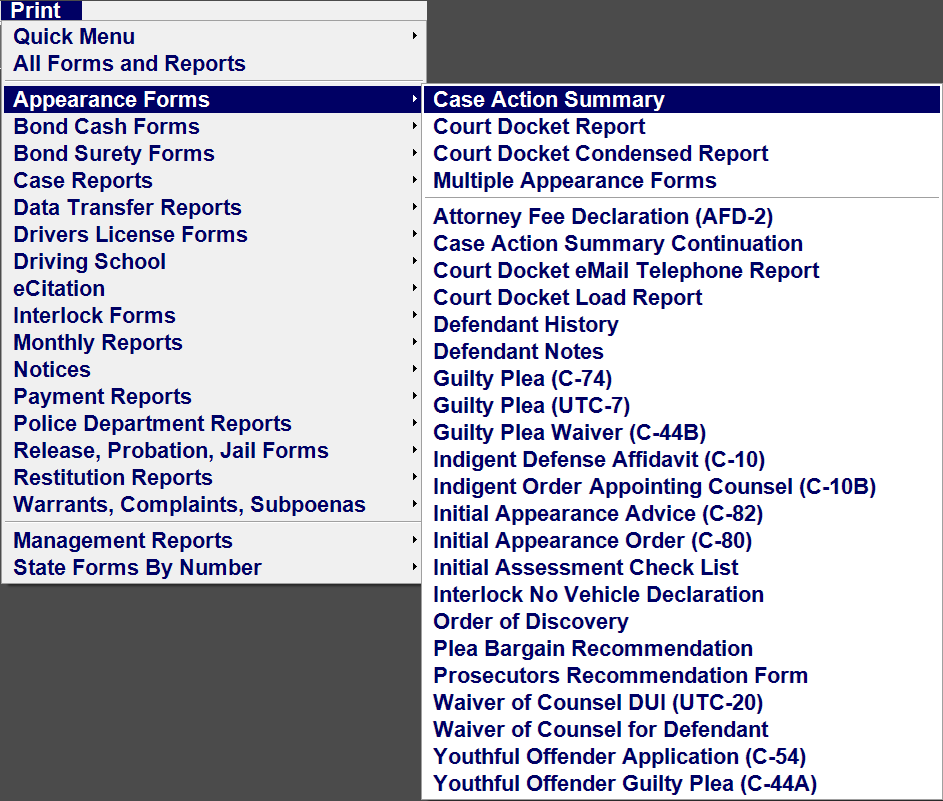 Print
Quick Menu
All Forms and Reports
Appearance Forms
Bond Cash Forms
Bond Surety Forms
Case Reports
Data Transfer Reports
Drivers License Forms
Driving School
eCitation
Interlock Forms
Monthly Reports
Notices
Payment Reports
Police Department Reports
Release, Probation, Jail Forms
Restitution Reports
Warrants, Complaints, Subpoenas
Management Reports
State Forms By Number
Case Action Summary
Court Docket Report
Court Docket Condensed Report
Multiple Appearance Forms
Attorney Fee Declaration (AFD-2)
Case Action Summary Continuation
Court Docket eMail Telephone Report
Court Docket Load Report
Defendant History
Defendant Notes
Guilty Plea (C-74)
Guilty Plea (UTC-7)
Guilty Plea Waiver (C-44B)
Indigent Defense Affidavit (C-10)
Indigent Order Appointing Counsel (C-10B)
Initial Appearance Advice (C-82)
Initial Appearance Order (C-80)
Initial Assessment Check List
Interlock No Vehicle Declaration
Order of Discovery
Plea Bargain Recommendation
Prosecutors Recommendation Form
Waiver of Counsel DUI (UTC-20)
Waiver of Counsel for Defendant
Youthful Offender Application (C-54)
Youthful Offender Guilty Plea (C-44A)